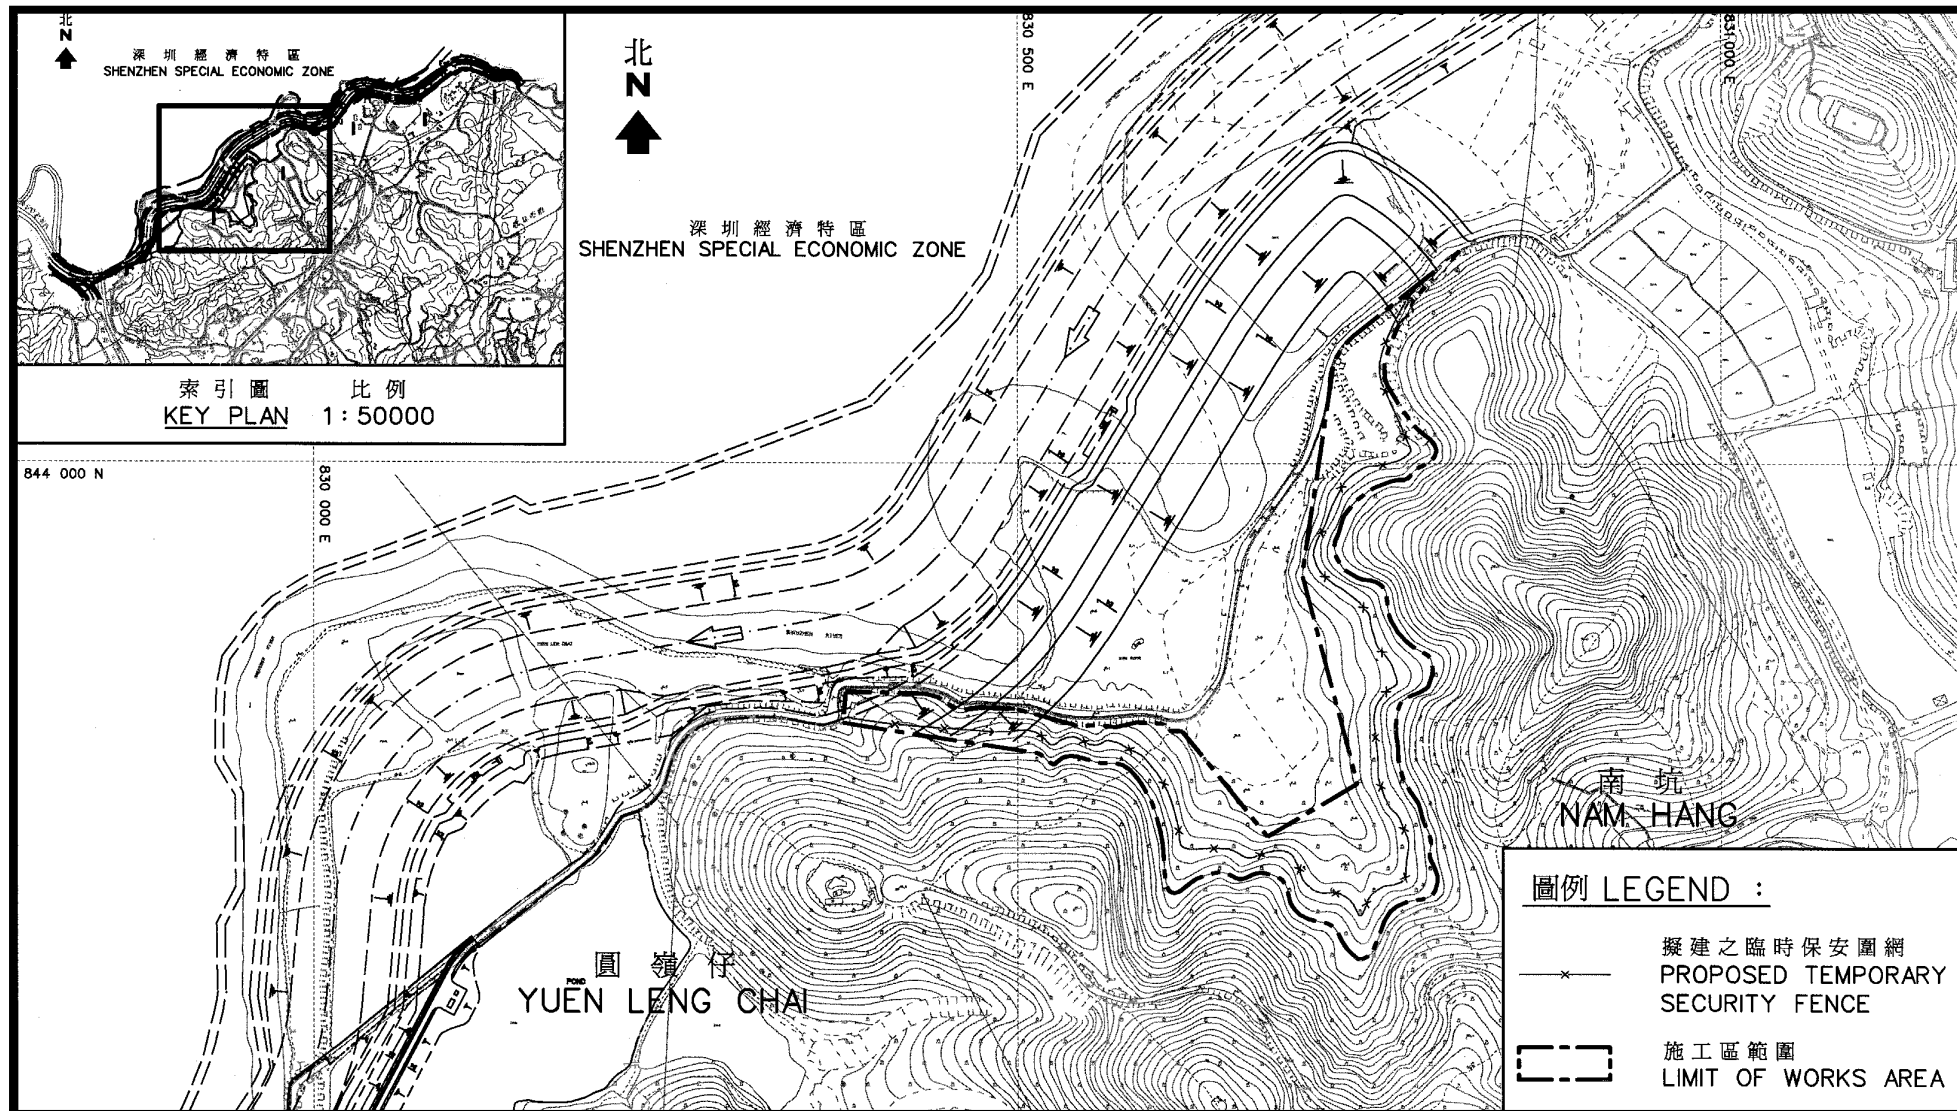 北
N
深圳經濟特區
SHENZHEN SPECIAL ECONOMIC ZONE
索引圖 比例
KEY PLAN 1:50000
北
N
深圳經濟特區
SHENZHEN SPECIAL ECONOMIC ZONE
830 500 E
831 000 E
844 000 N
830 000 E
SHENZHEN RIVER
南坑
NAM HANG
圓嶺仔
POND
YUEN LENG CHAI
圖例 LEGEND :
擬建之臨時保安圍網
PROPOSED TEMPORARY
SECURITY FENCE
施工區範圍
LIMIT OF WORKS AREA